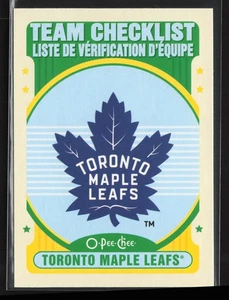 TEAM CHECKLIST
LISTE DE VÉRIFICATION D'ÉQUIPE
TORONTO
MAPLE
LEAFS
TM
O-Pee-Chee
TORONTO MAPLE LEAFS®